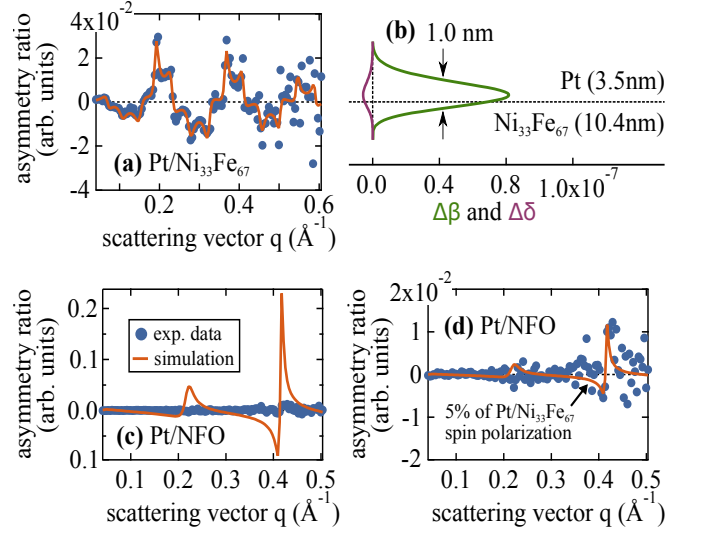 4x10⁻²
2
0
-2
-4
asymmetry ratio
(arb. units)
(a) Pt/Ni₃₃Fe₆₇
0.2
0.4
0.6
scattering vector q (Å⁻¹)
(b)
1.0 nm
Pt (3.5nm)
Ni₃₃Fe₆₇(10.4nm)
0.0
0.4
0.8
1.0x10⁻⁷
Δβ and Δδ
0.2
0.1
0.0
0.1
asymmetry ratio
(arb. units)
exp. data
simulation
(c) Pt/NFO
0.1
0.2
0.3
0.4
0.5
scattering vector q (Å⁻¹)
2x10⁻²
1
0
-1
-2
asymmetry ratio
(arb. units)
(d) Pt/NFO
5% of Pt/Ni₃₃Fe₆₇
spin polarization
0.1
0.2
0.3
0.4
0.5
scattering vector q (Å⁻¹)